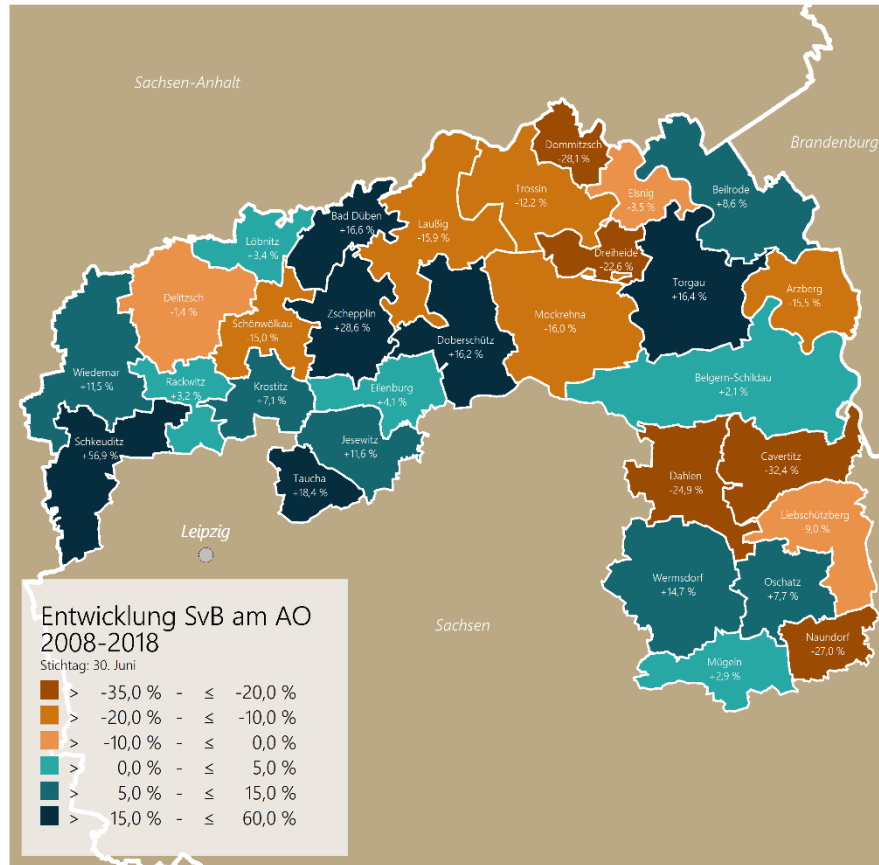 Sachsen-Anhalt
Brandenburg
Dommitzsch
-28,1 %
Trossin
-12,2 %
Elsnig
-3,5 %
Beilrode
+8,6 %
Bad Düben
+16,6 %
Laußig
-15,9 %
Löbnitz
+3,4 %
Dreiheide
-22,6 %
Torgau
+16,4 %
Arzberg
-15,5 %
Delitzsch
-1,4 %
Schönwölkau
-15,0 %
Zschepplin
+28,6 %
Mockrehna
-16,0 %
Doberschütz
+16,2 %
Wiedemar
+11,5 %
Rackwitz
+3,2 %
Krostitz
+7,1 %
Eilenburg
+4,1 %
Belgern-Schildau
+2,1 %
Schkeuditz
+56,9 %
Jesewitz
+11,6 %
Taucha
+18,4 %
Cavertitz
-32,4 %
Dahlen
-24,9 %
Liebschützberg
-9,0 %
Leipzig
Wermsdorf
+14,7 %
Oschatz
+7,7 %
Sachsen
Naundorf
-27,0 %
Mügeln
+2,9 %
Entwicklung SvB am AO
2008-2018
Stichtag: 30. Juni
> -35,0 % - ≤ -20,0 %
> -20,0 % - ≤ -10,0 %
> -10,0 % - ≤ 0,0 %
> 0,0 % - ≤ 5,0 %
> 5,0 % - ≤ 15,0 %
> 15,0 % - ≤ 60,0 %